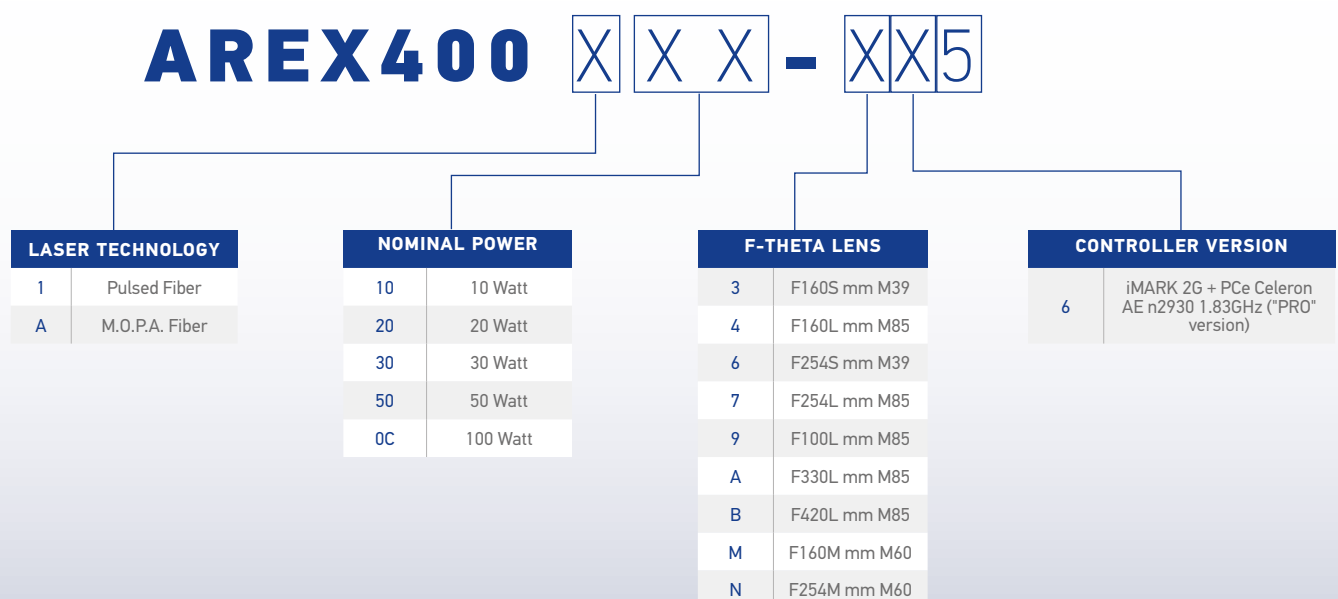 AREX400 X X X - X X 5
LASER TECHNOLOGY
1 Pulsed Fiber
A M.O.P.A. Fiber
NOMINAL POWER
10 10 Watt
20 20 Watt
30 30 Watt
50 50 Watt
0C 100 Watt
F-THETA LENS
3 F160S mm M39
4 F160L mm M85
6 F254S mm M39
7 F254L mm M85
9 F100L mm M85
A F330L mm M85
B F420L mm M85
M F160M mm M60
N F254M mm M60
CONTROLLER VERSION
6 iMARK 2G + PCe Celeron
AE n2930 1.83GHz ("PRO"
version)